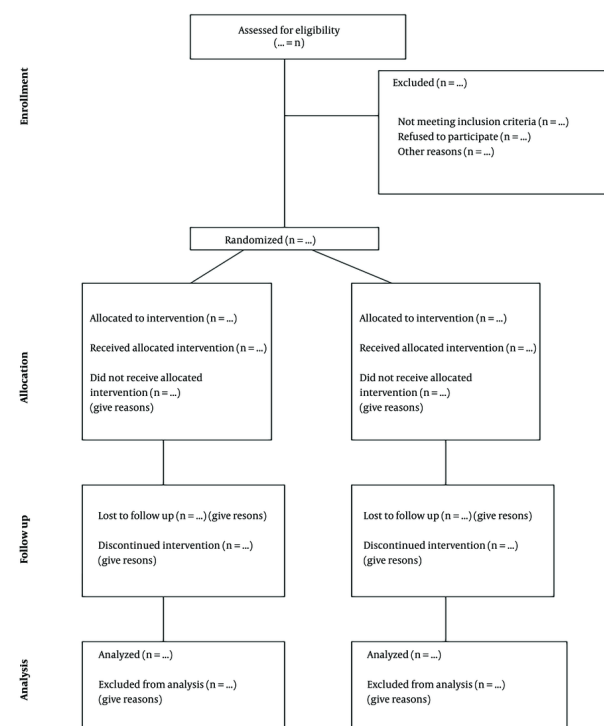 Assessed for eligibility
(... = n)
Enrollment
Excluded (n = ...)
Not meeting inclusion criteria (n = ...)
Refused to participate (n = ...)
Other reasons (n = ...)
Randomized (n = ...)
Allocation
Allocated to intervention (n = ...)
Received allocated intervention (n = ...)
Did not receive allocated
intervention (n = ...)
(give reasons)
Allocated to intervention (n = ...)
Received allocated intervention (n = ...)
Did not receive allocated
intervention (n = ...)
(give reasons)
Follow up
Lost to follow up (n = ...) (give resons)
Discontinued intervention (n = ...)
(give resons)
Lost to follow up (n = ...) (give resons)
Discontinued intervention (n = ...)
(give resons)
Analysis
Analyzed (n = ...)
Excluded from analysis (n = ...)
(give reasons)
Analyzed (n = ...)
Excluded from analysis (n = ...)
(give reasons)